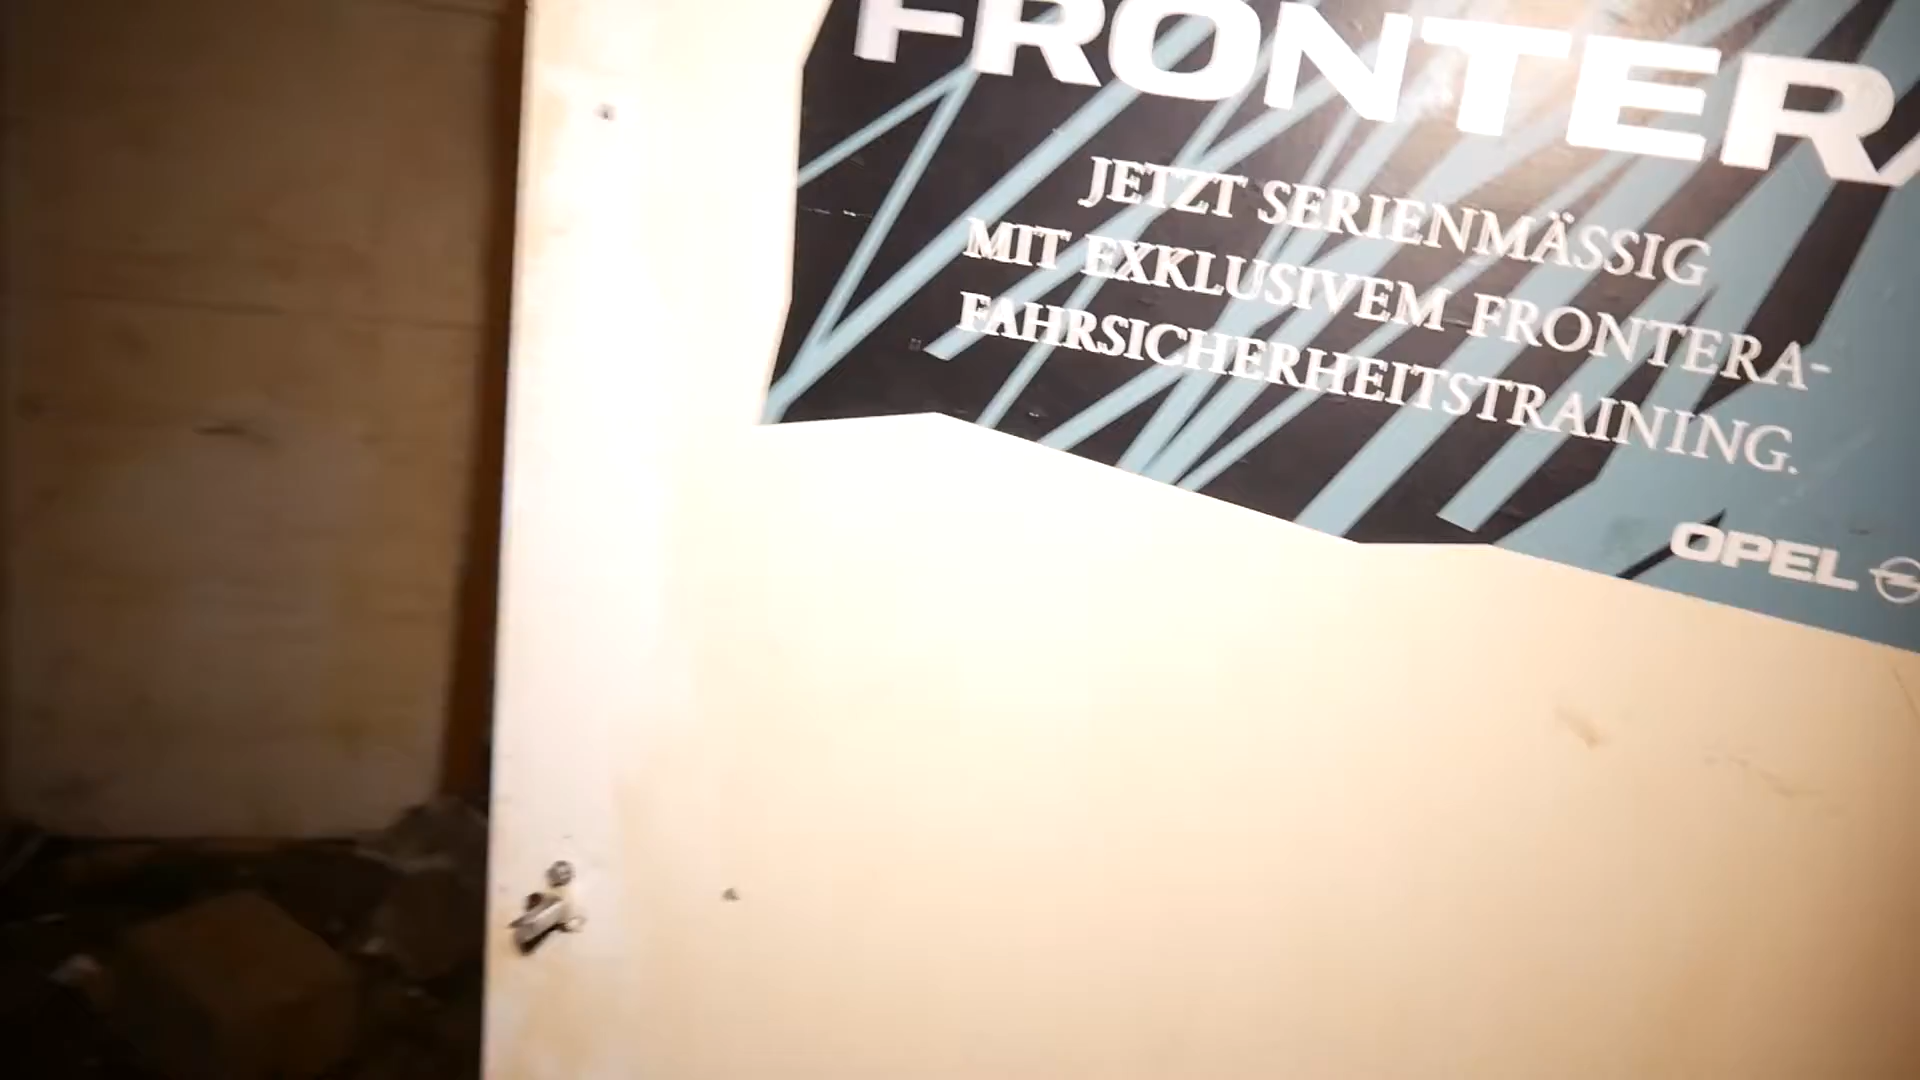 FRONTERA
JETZT SERIENMÄSSIG
MIT EXKLUSIVEM FRONTERA-
FAHRSICHERHEITSTRAINING.
OPEL